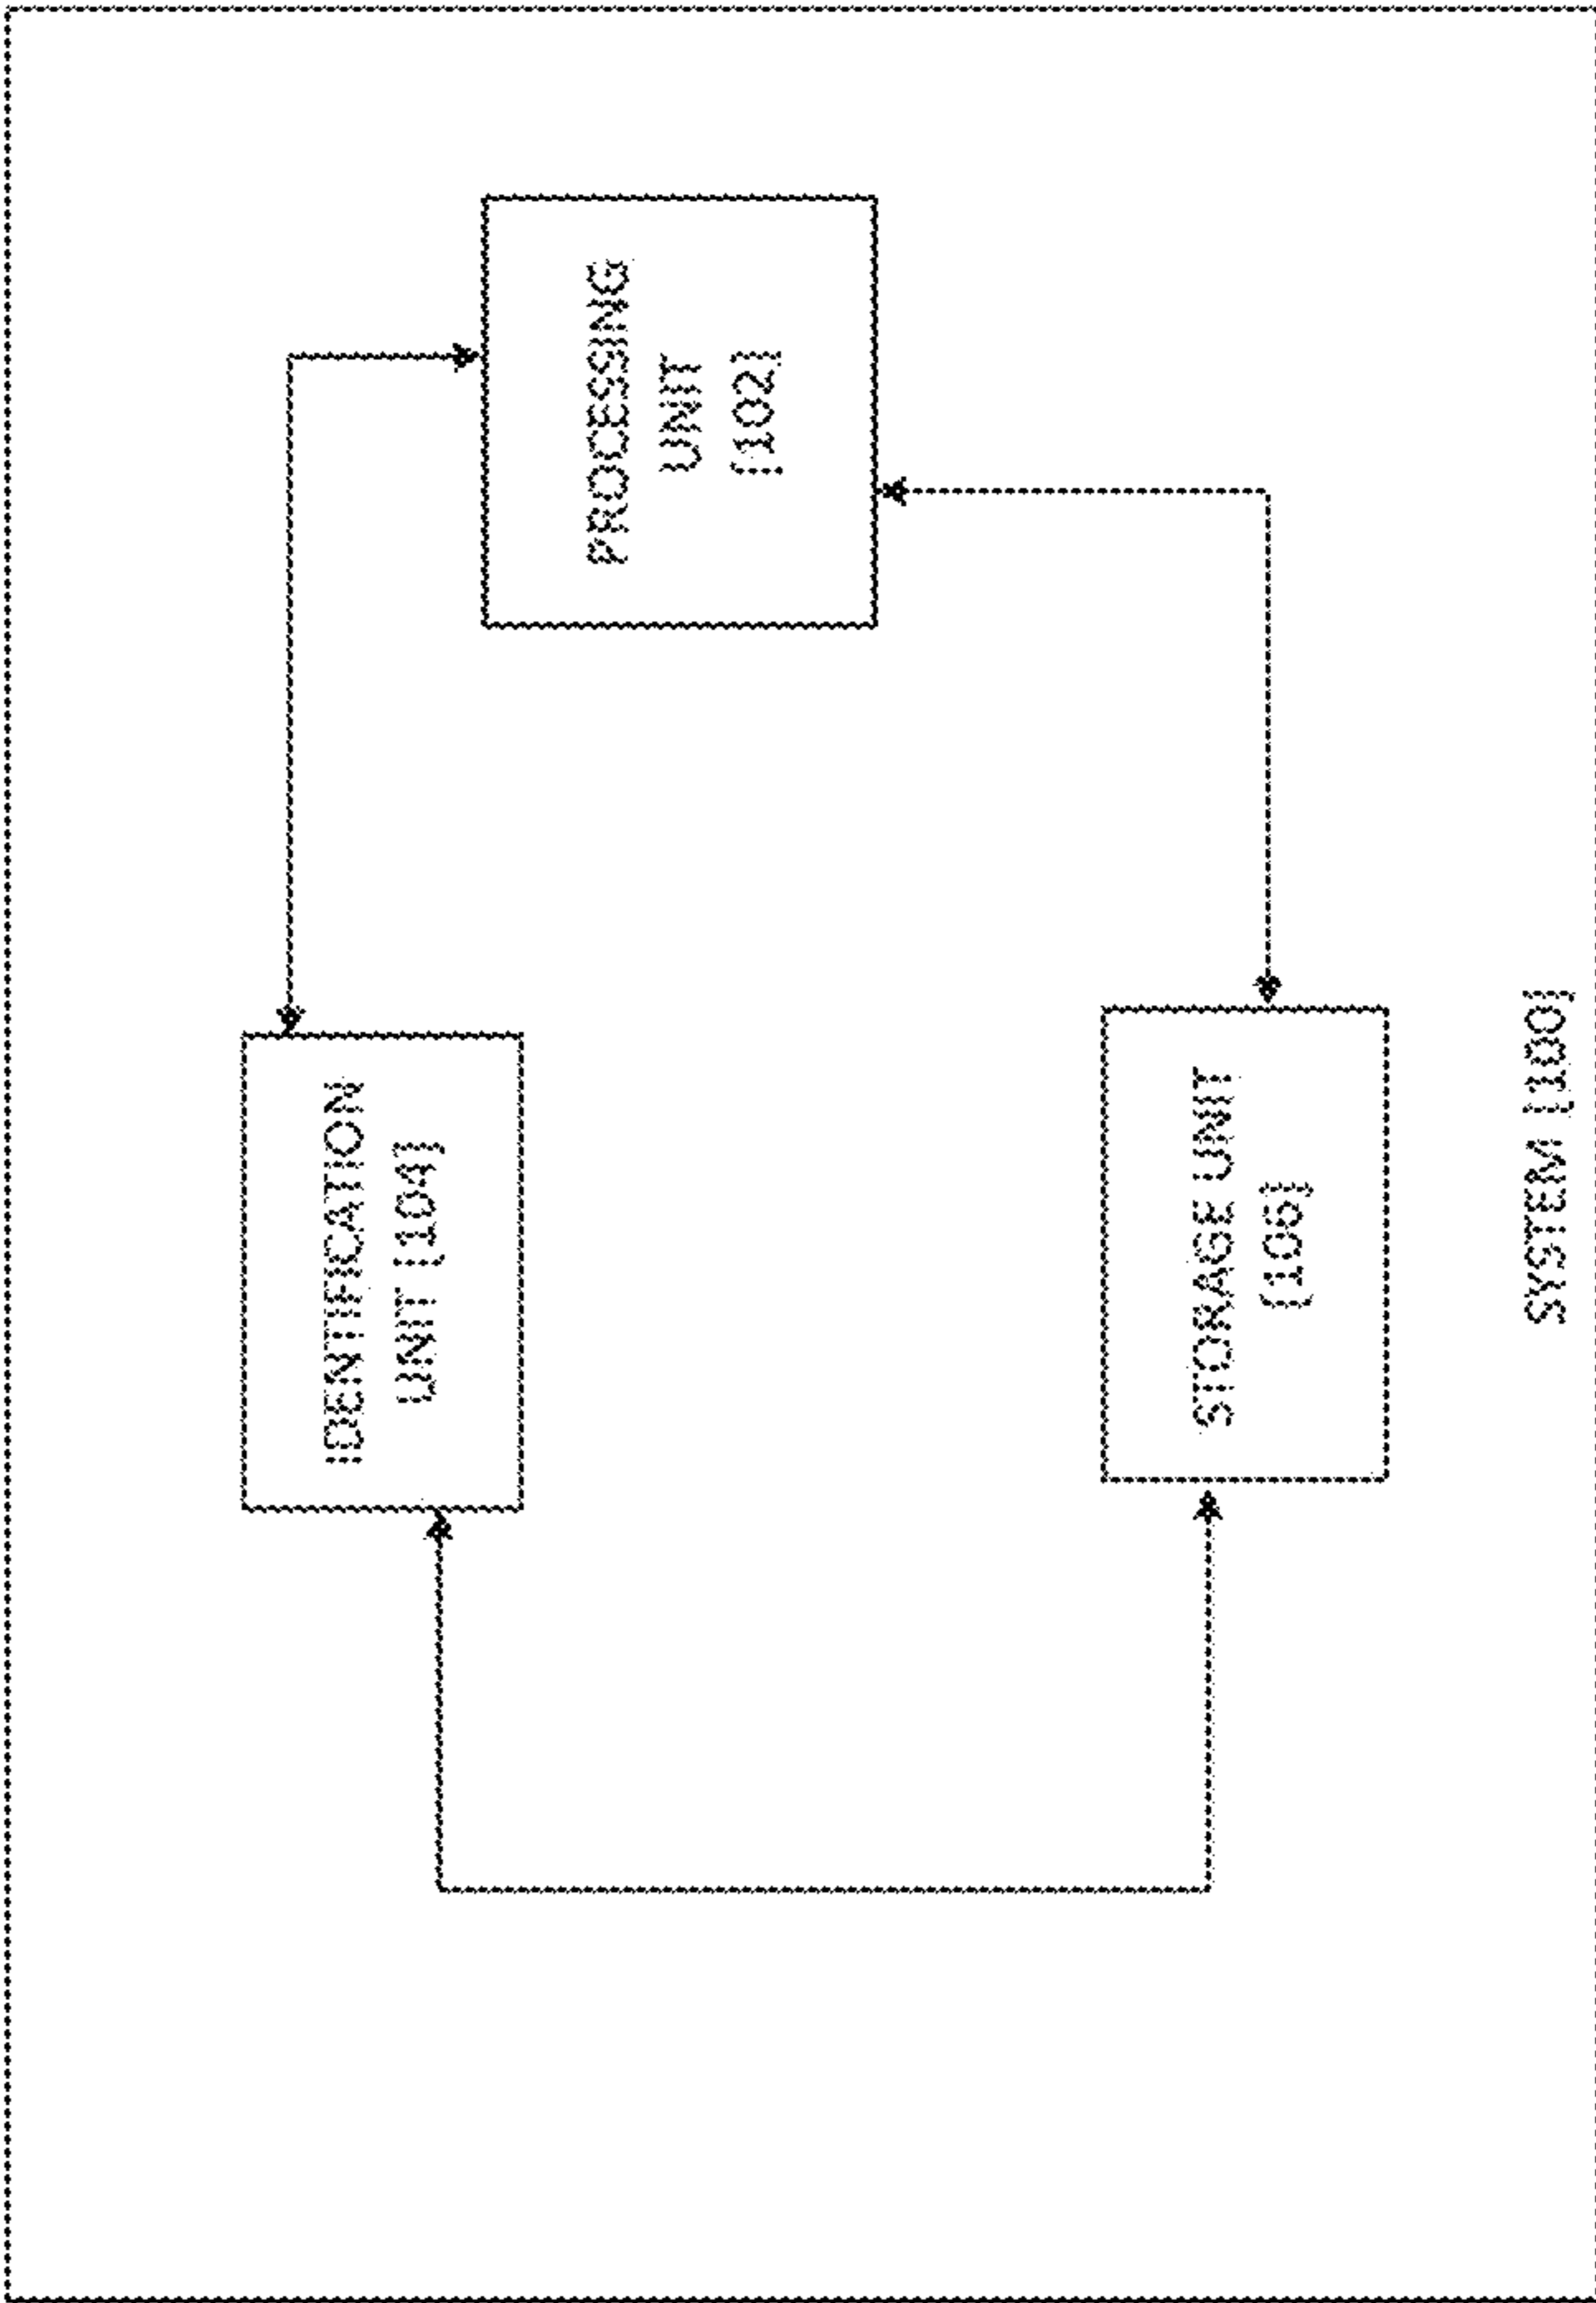 IDENTIFICATION
UNIT [104]
PROCESSING
UNIT
[102]
STORAGE UNIT
[106]
SYSTEM [100]